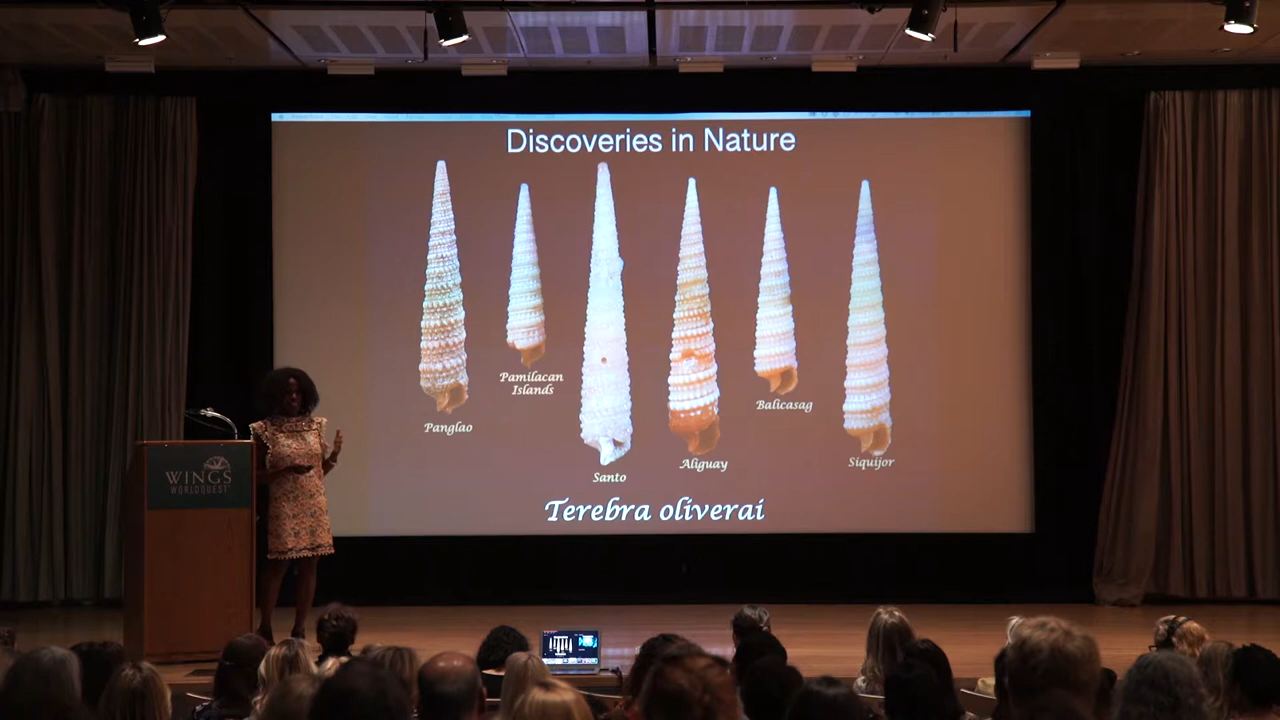 Discoveries in Nature
Pamilacan
Islands
Balicasag
Panglao
Aliguay
Siquijor
Santo
Terebra oliverai
WINGS
WORLDQUEST